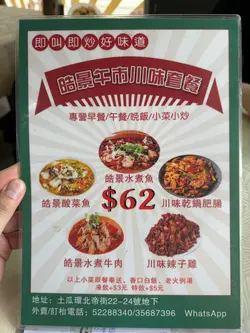 即叫即炒好味道
皓景午市川味套餐
專營早餐/午餐/晚飯/小菜小炒
皓景水煮魚
皓景酸菜魚
$62
川味乾鍋肥腸
皓景水煮牛肉
川味辣子雞
以上小菜跟餐奉送、香口白飯、老火例湯
凍飲+$3元 特飲+$5元
地址: 土瓜環北帝街22-24號地下
外賣/訂枱電話: 52288340/35687396 WhatsApp